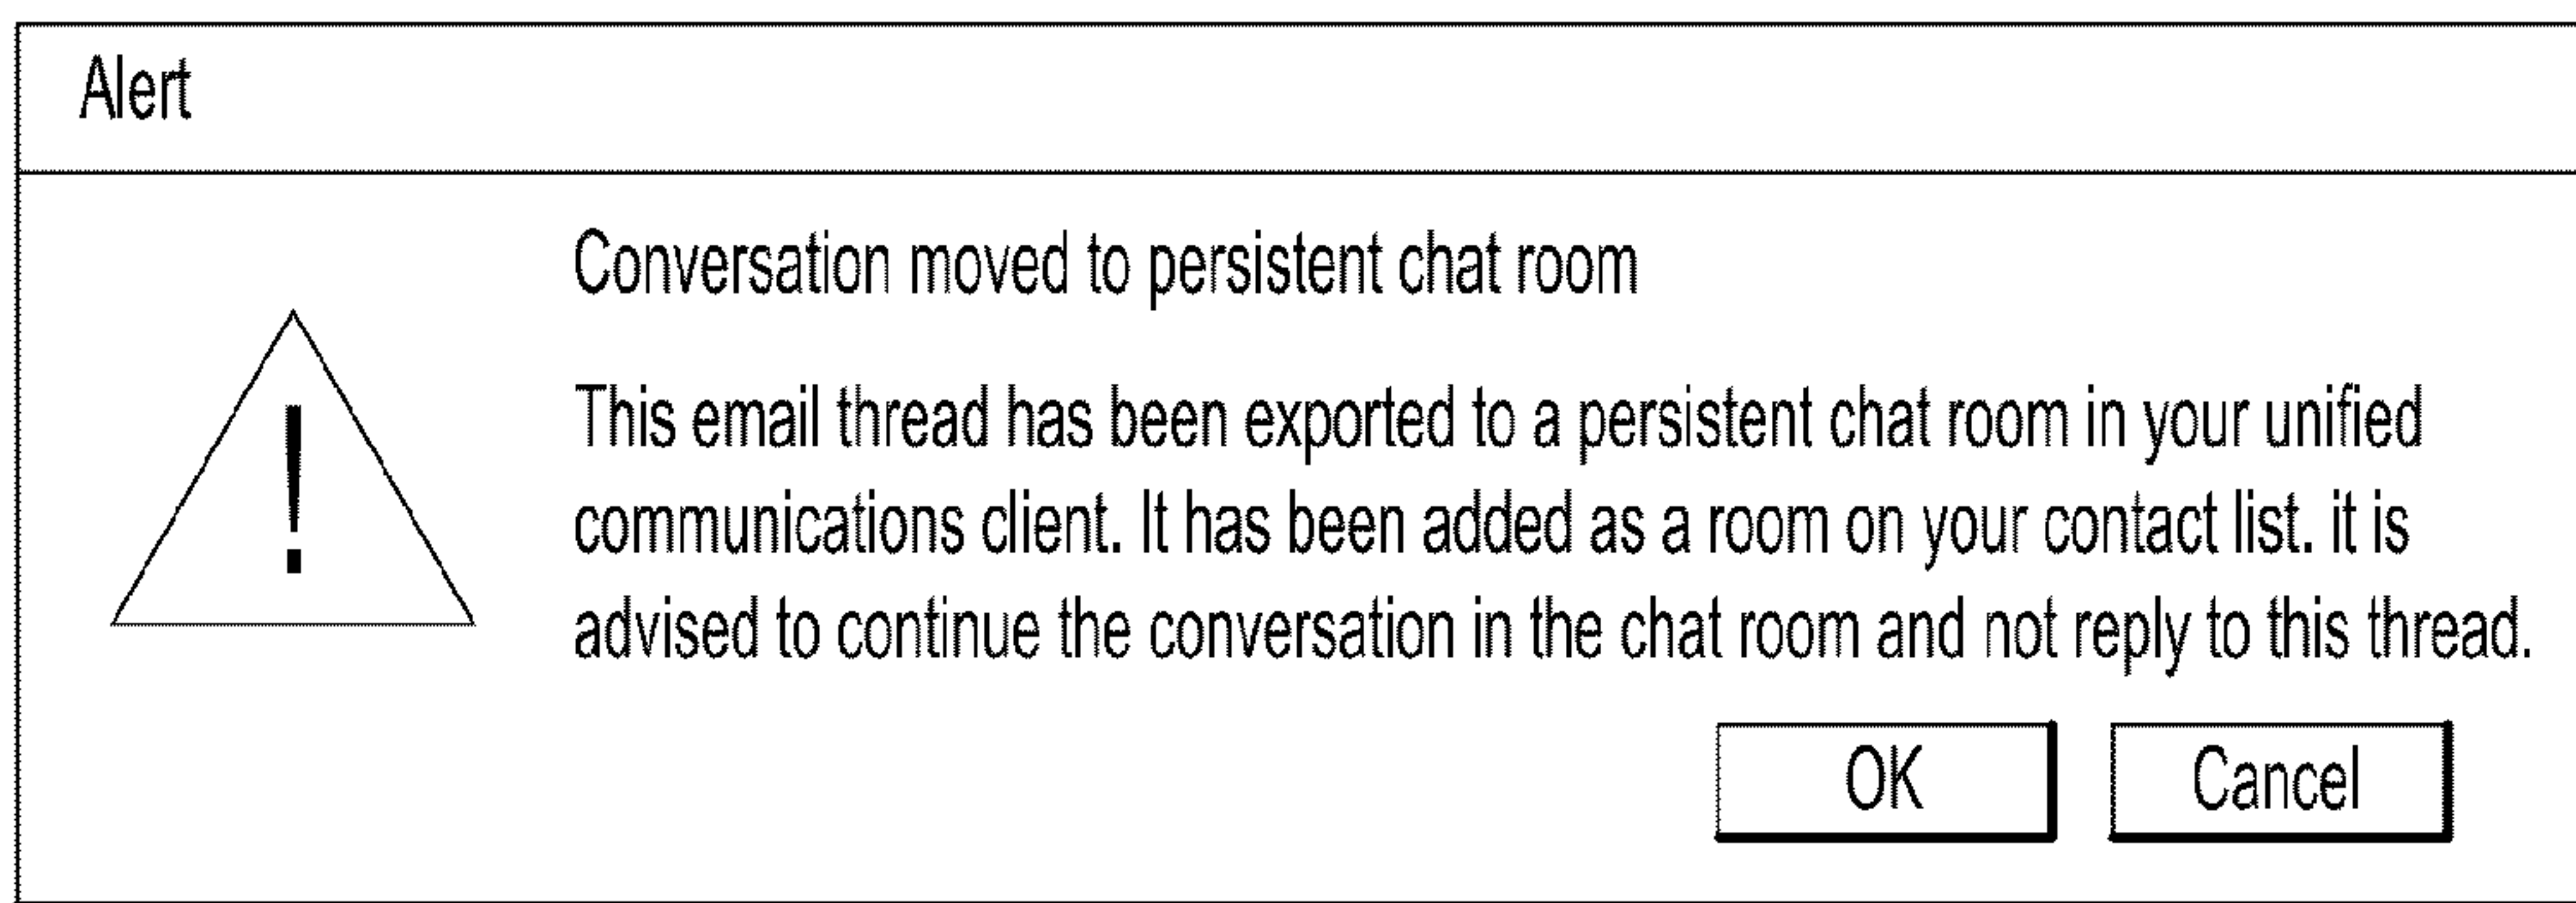 Alert
Conversation moved to persistent chat room
!
This email thread has been exported to a persistent chat room in your unified
communications client. It has been added as a room on your contact list. it is
advised to continue the conversation in the chat room and not reply to this thread.
OK Cancel